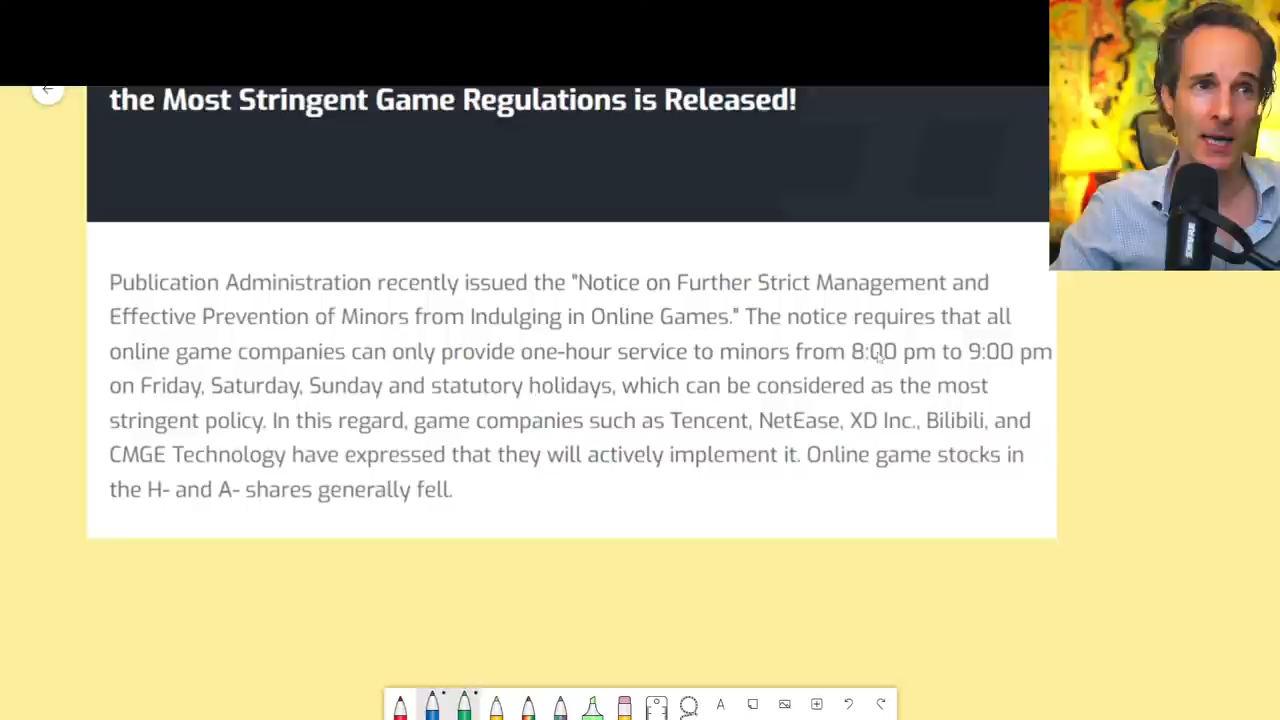 the Most Stringent Game Regulations is Released!
Publication Administration recently issued the "Notice on Further Strict Management and
Effective Prevention of Minors from Indulging in Online Games." The notice requires that all
online game companies can only provide one-hour service to minors from 8:00 pm to 9:00 pm
on Friday, Saturday, Sunday and statutory holidays, which can be considered as the most
stringent policy. In this regard, game companies such as Tencent, NetEase, XD Inc., Bilibili, and
CMGE Technology have expressed that they will actively implement it. Online game stocks in
the H- and A- shares generally fell.